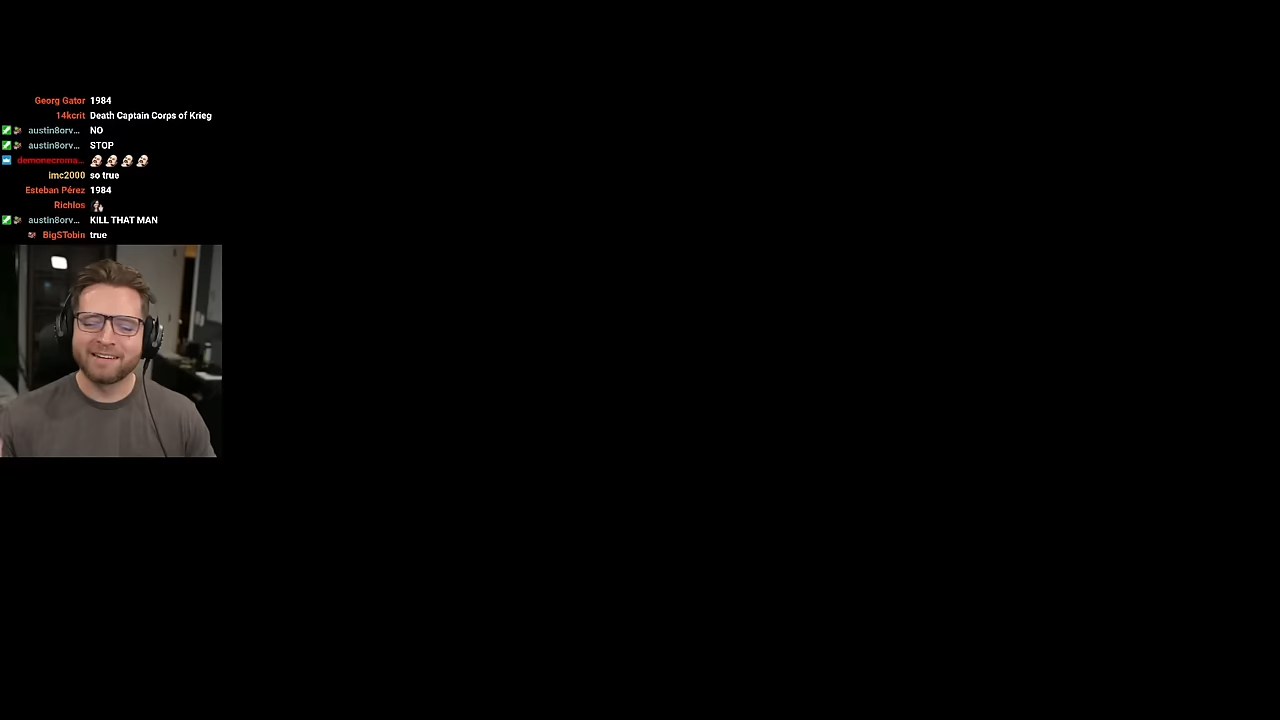 Georg Gator 1984
14kcrit Death Captain Corps of Krieg
austin8orv... NO
austin8orv... STOP
demonecroma...
imc2000 so true
Esteban Pérez 1984
Richlos
austin8orv... KILL THAT MAN
BigSTobin true